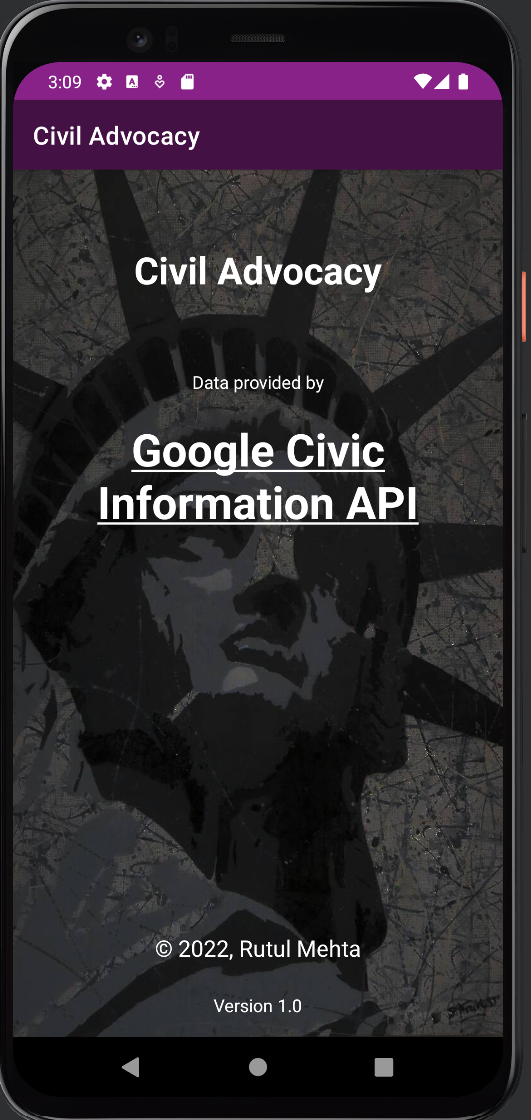 3:09
Civil Advocacy
Civil Advocacy
Data provided by
Google Civic
Information API
© 2022, Rutul Mehta
Version 1.0